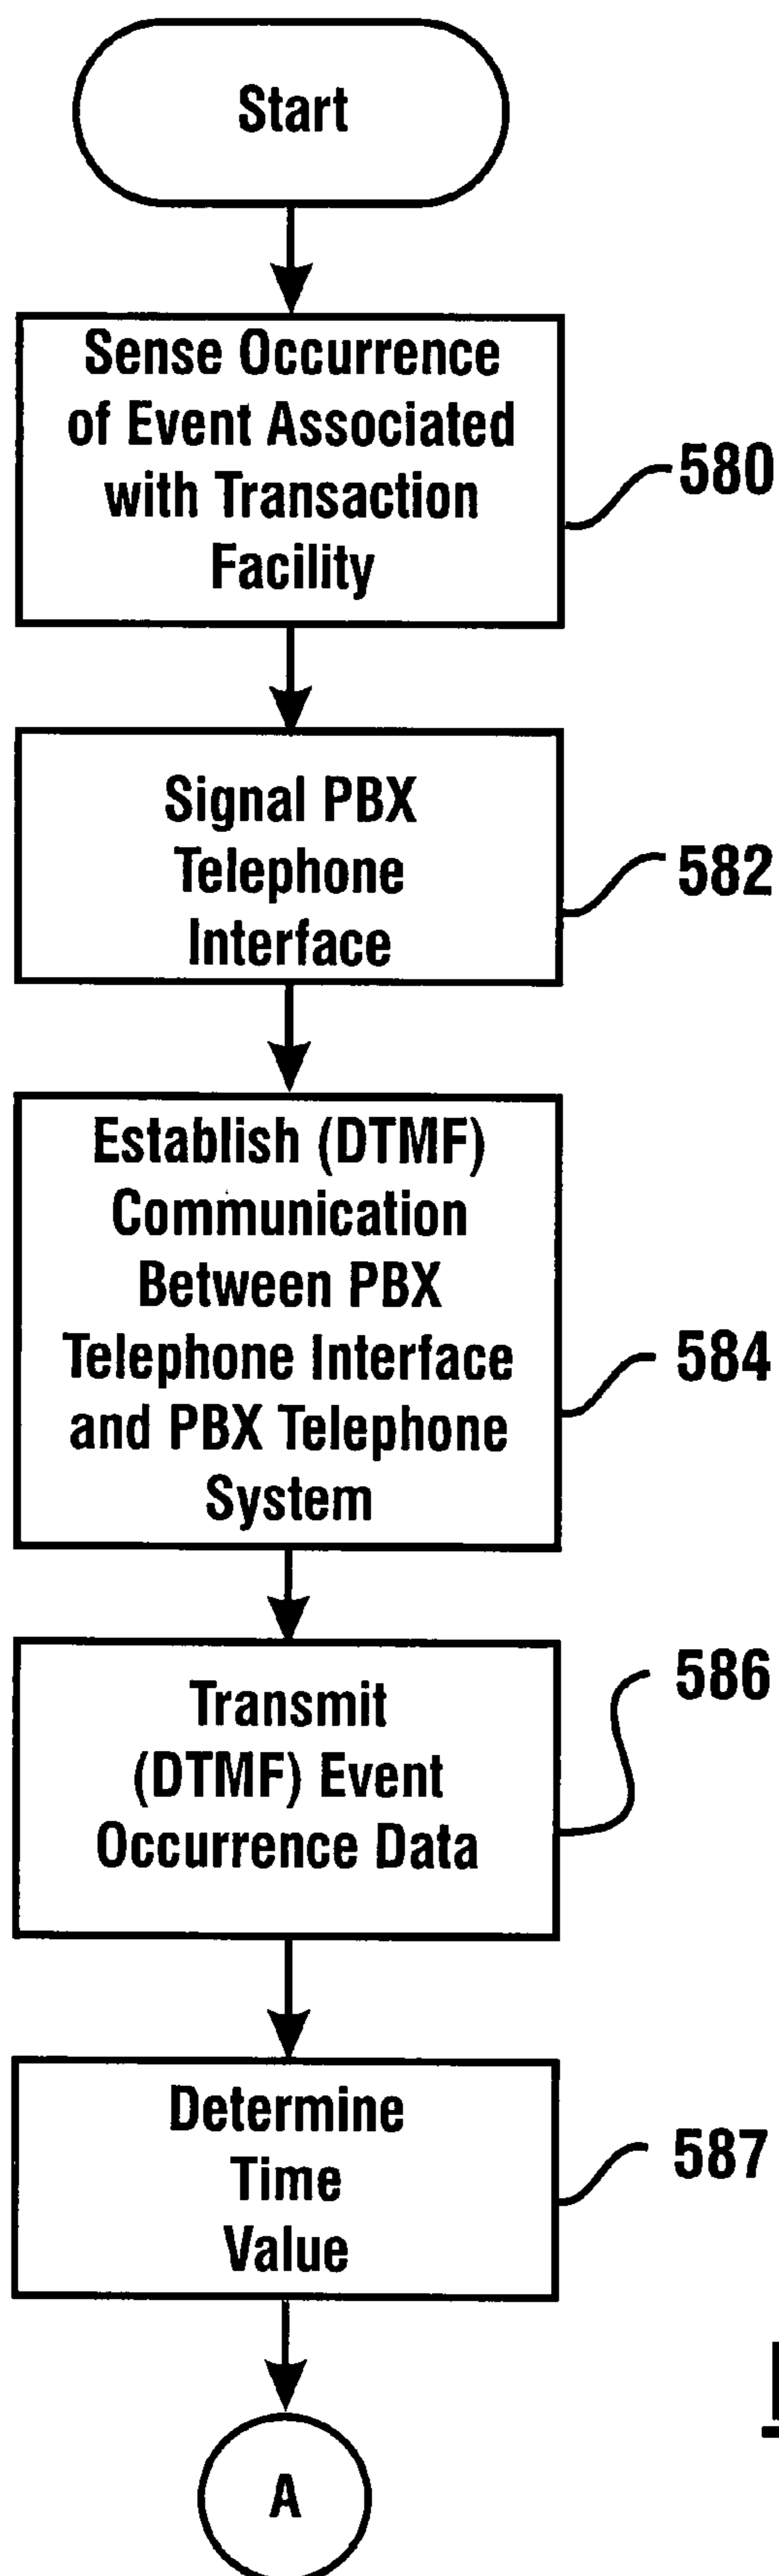 Start
Sense Occurrence
of Event Associated
with Transaction
Facility
580
Signal PBX
Telephone
Interface
582
Establish (DTMF)
Communication
Between PBX
Telephone Interface
and PBX Telephone
System
584
Transmit
(DTMF) Event
Occurrence Data
586
Determine
Time
Value
587
A